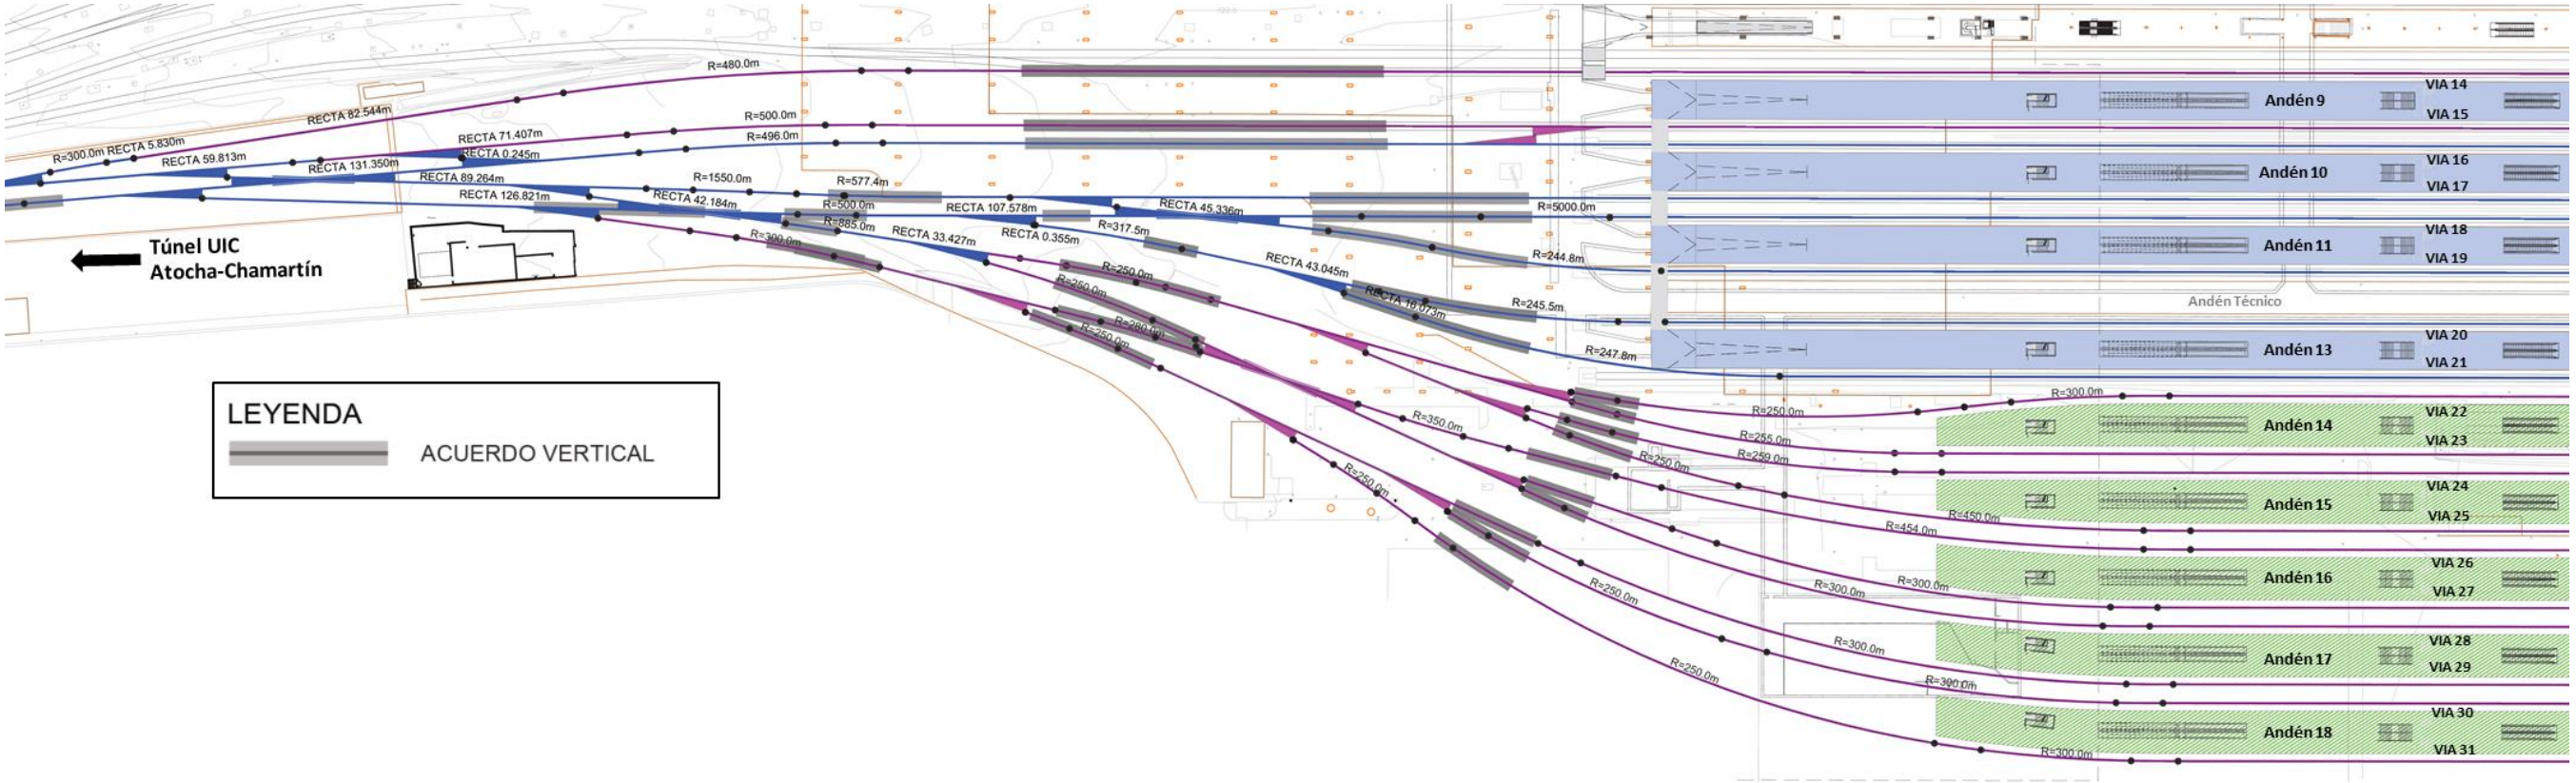 R=480.0m
RECTA 82.544m
R=300.0m RECTA 5.830m
RECTA 59.813m
RECTA 71.407m
RECTA 0.245m
RECTA 131.350m
R=500.0m
R=496.0m
RECTA 89.264m
RECTA 126.821m
R=1550.0m
R=577.4m
RECTA 42.184m
R=500.0m
R=885.0m
R=300.0m
RECTA 107.578m
RECTA 45.336m
R=5000.0m
RECTA 33.427m
RECTA 0.355m
R=317.5m
R=244.8m
RECTA 43.045m
R=250.0m
R=250.0m
R=280.0m
R=250.0m
RECTA 16.073m
R=245.5m
R=247.8m
Túnel UIC
Atocha-Chamartín
LEYENDA
ACUERDO VERTICAL
VIA 14
Andén 9
VIA 15
VIA 16
Andén 10
VIA 17
VIA 18
Andén 11
VIA 19
Andén Técnico
VIA 20
Andén 13
VIA 21
R=300.0m
R=250.0m
VIA 22
Andén 14
VIA 23
R=350.0m
R=255.0m
R=259.0m
R=250.0m
R=250.0m
VIA 24
Andén 15
VIA 25
R=450.0m
R=454.0m
VIA 26
Andén 16
VIA 27
R=300.0m
R=300.0m
R=250.0m
VIA 28
Andén 17
VIA 29
R=300.0m
R=300.0m
R=250.0m
VIA 30
Andén 18
VIA 31
R=300.0m